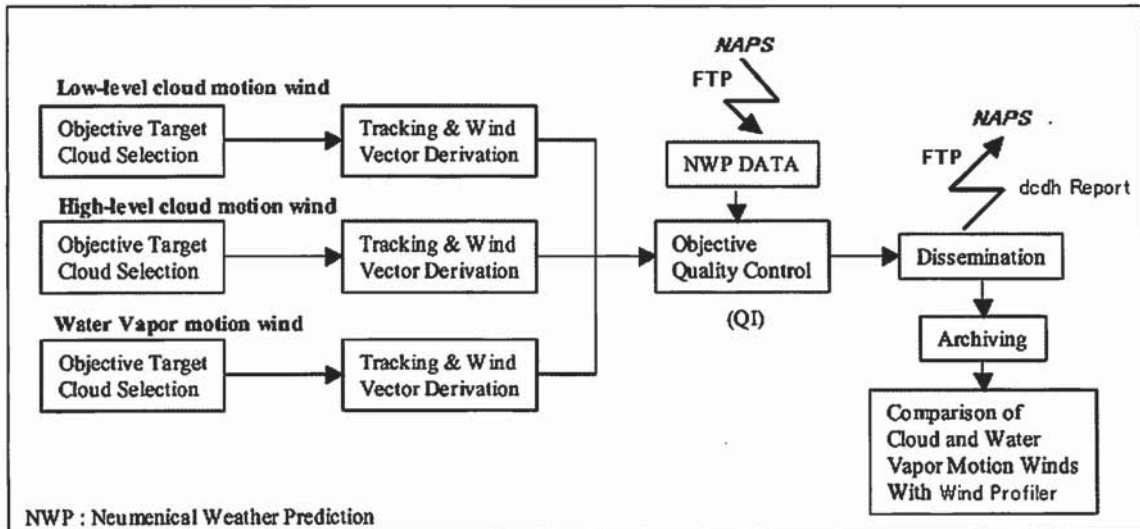 Low-level cloud motion wind
Objective Target
Cloud Selection
Tracking & Wind
Vector Derivation
High-level cloud motion wind
Objective Target
Cloud Selection
Tracking & Wind
Vector Derivation
Water Vapor motion wind
Objective Target
Cloud Selection
Tracking & Wind
Vector Derivation
NAPS
FTP
NWP DATA
Objective
Quality Control
(QI)
NAPS
FTP
dcdh Report
Dissemination
Archiving
Comparison of
Cloud and Water
Vapor Motion Winds
With Wind Profiler
NWP : Neumenical Weather Prediction